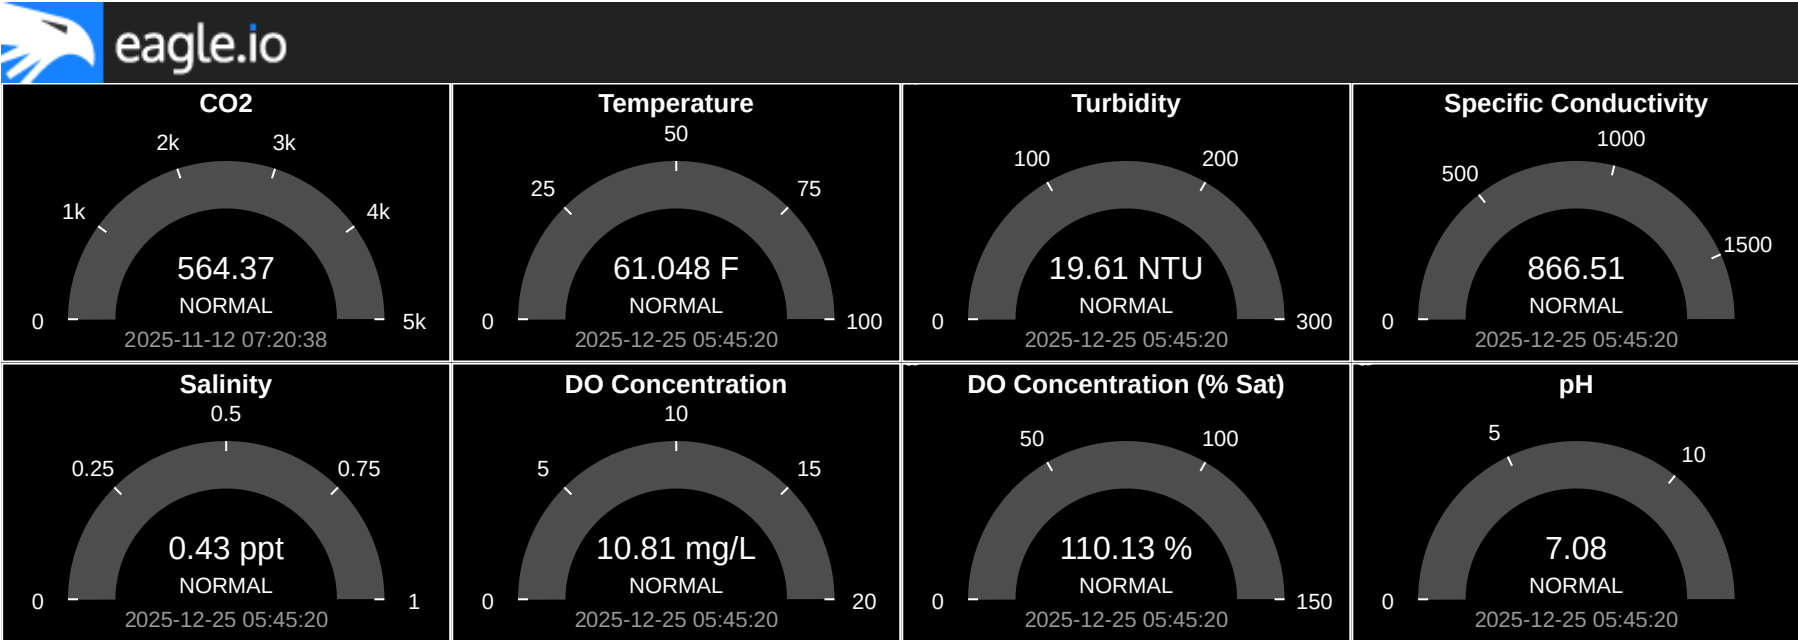 eagle.io
CO2
2k
3k
1k
4k
564.37
NORMAL
0
5k
2025-11-12 07:20:38
Temperature
50
25
75
61.048 F
NORMAL
0
100
2025-12-25 05:45:20
Turbidity
100
200
19.61 NTU
NORMAL
0
300
2025-12-25 05:45:20
Specific Conductivity
1000
500
1500
866.51
NORMAL
0
2025-12-25 05:45:20
Salinity
0.5
0.25
0.75
0.43 ppt
NORMAL
0
1
2025-12-25 05:45:20
DO Concentration
10
5
15
10.81 mg/L
NORMAL
0
20
2025-12-25 05:45:20
DO Concentration (% Sat)
50
100
110.13 %
NORMAL
0
150
2025-12-25 05:45:20
pH
5
10
7.08
NORMAL
0
2025-12-25 05:45:20